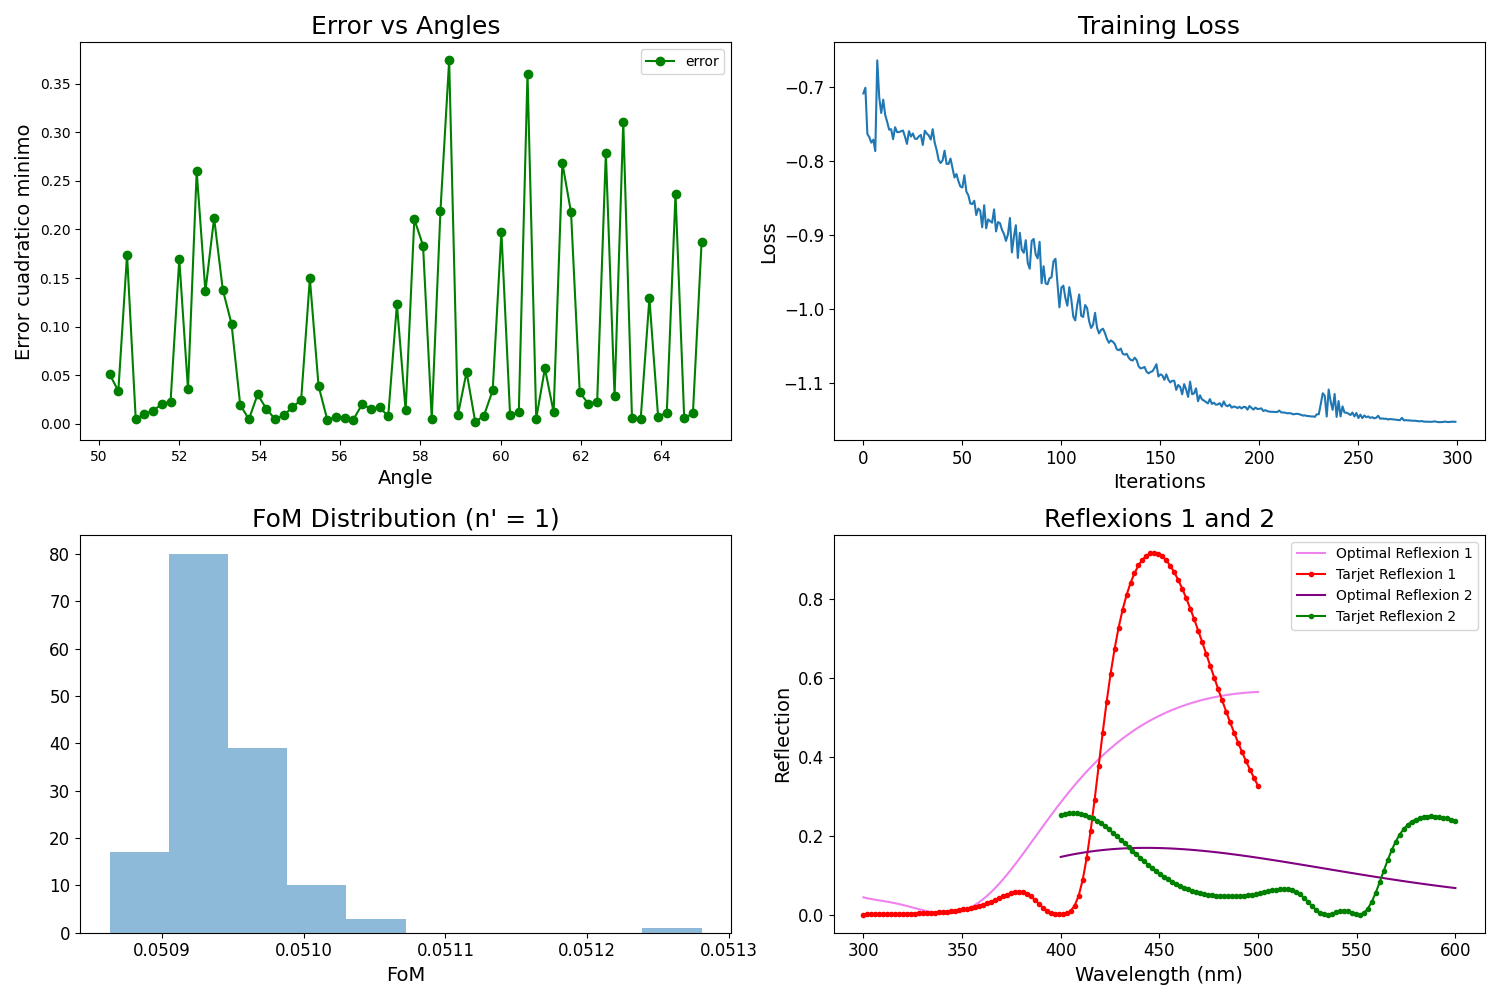 Error vs Angles
error
Error cuadratico minimo
0.35
0.30
0.25
0.20
0.15
0.10
0.05
0.00
50 52 54 56 58 60 62 64
Angle
Training Loss
Loss
−0.7
−0.8
−0.9
−1.0
−1.1
0 50 100 150 200 250 300
Iterations
FoM Distribution (n' = 1)
80
70
60
50
40
30
20
10
0
0.0509 0.0510 0.0511 0.0512 0.0513
FoM
Reflexions 1 and 2
Optimal Reflexion 1
Tarjet Reflexion 1
Optimal Reflexion 2
Tarjet Reflexion 2
Reflection
0.8
0.6
0.4
0.2
0.0
300 350 400 450 500 550 600
Wavelength (nm)